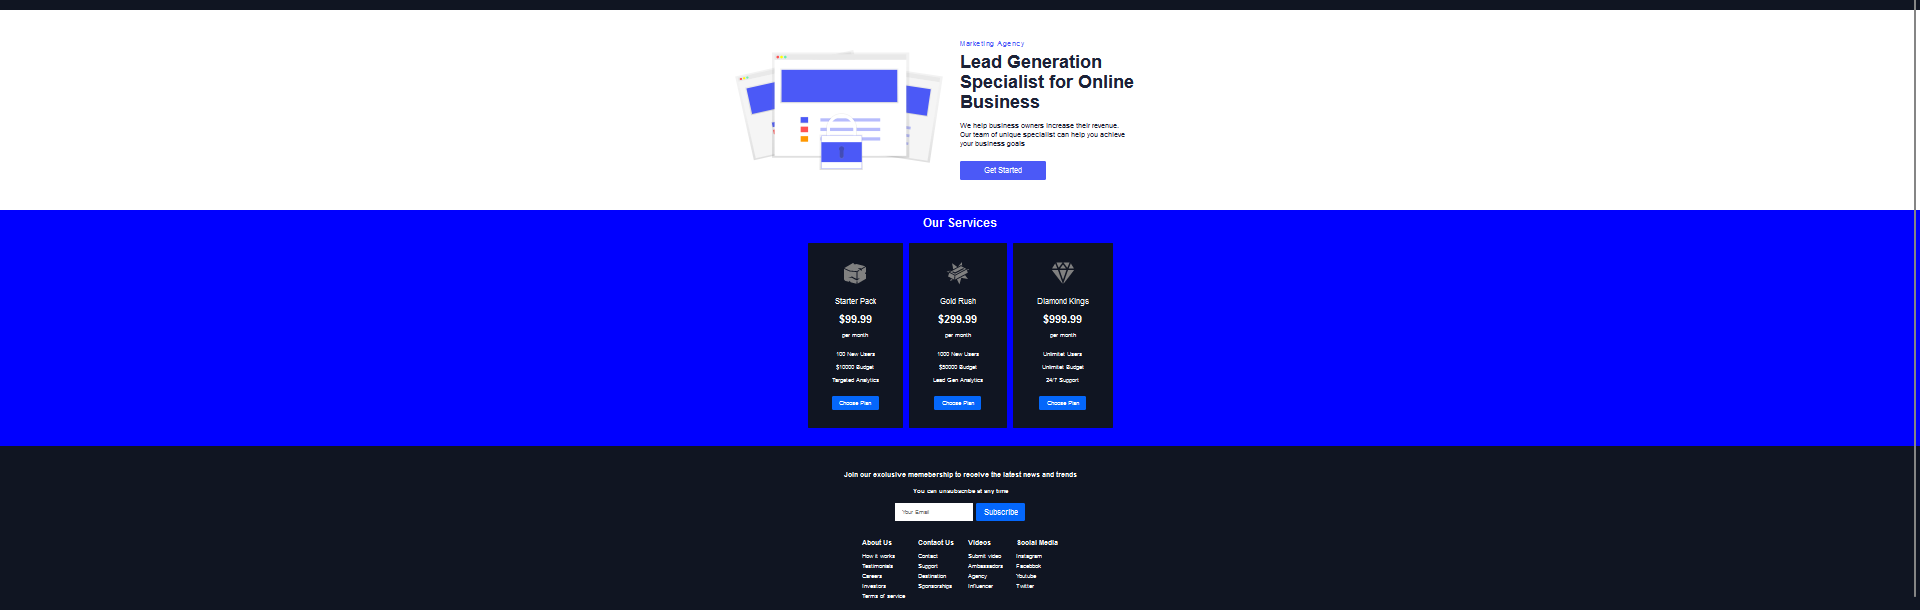 Marketing Agency
Lead Generation
Specialist for Online
Business
We help business owners increase their revenue.
Our team of unique specialist can help you achieve
your business goals
Get Started
Our Services
Starter Pack
$99.99
per month
100 New Users
$10000 Budget
Targeted Analytics
Choose Plan
Gold Rush
$299.99
per month
1000 New Users
$50000 Budget
Lead Gen Analytics
Choose Plan
Diamond Kings
$999.99
per month
Unlimitet Users
Unlimitet Budget
24/7 Support
Choose Plan
Join our exclusive memebership to receive the latest news and trends
You can unsubscribe at any time
Your Email
Subscribe
About Us
How it works
Testimonials
Careers
Investors
Terms of service
Contact Us
Contact
Support
Destination
Sponsorships
Videos
Submit video
Ambassadors
Agency
Influencer
Social Media
Instagram
Facebbok
Youtube
Twitter